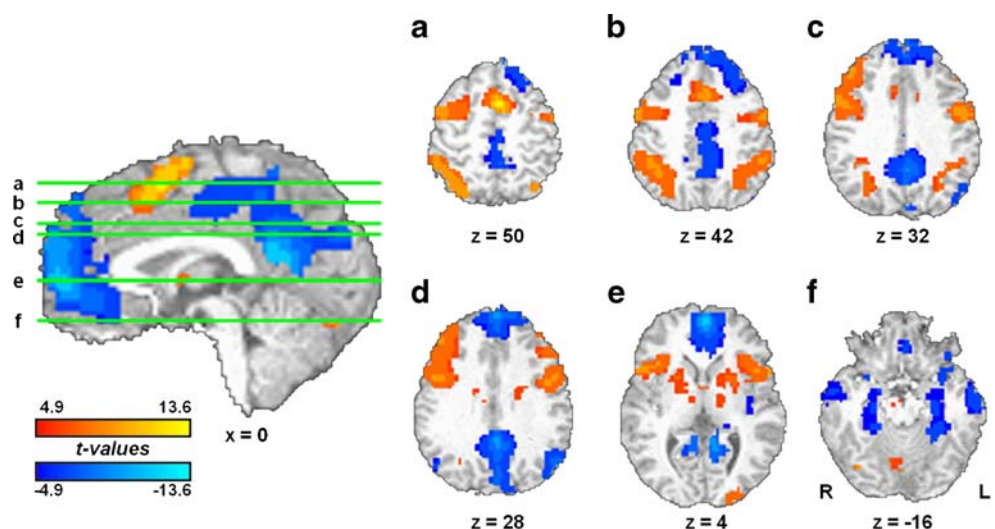 a
b
c
z = 50
z = 42
z = 32
a
b
c
d
e
f
x = 0
4.9
13.6
t-values
-4.9
-13.6
d
e
f
R
L
z = 28
z = 4
z = -16